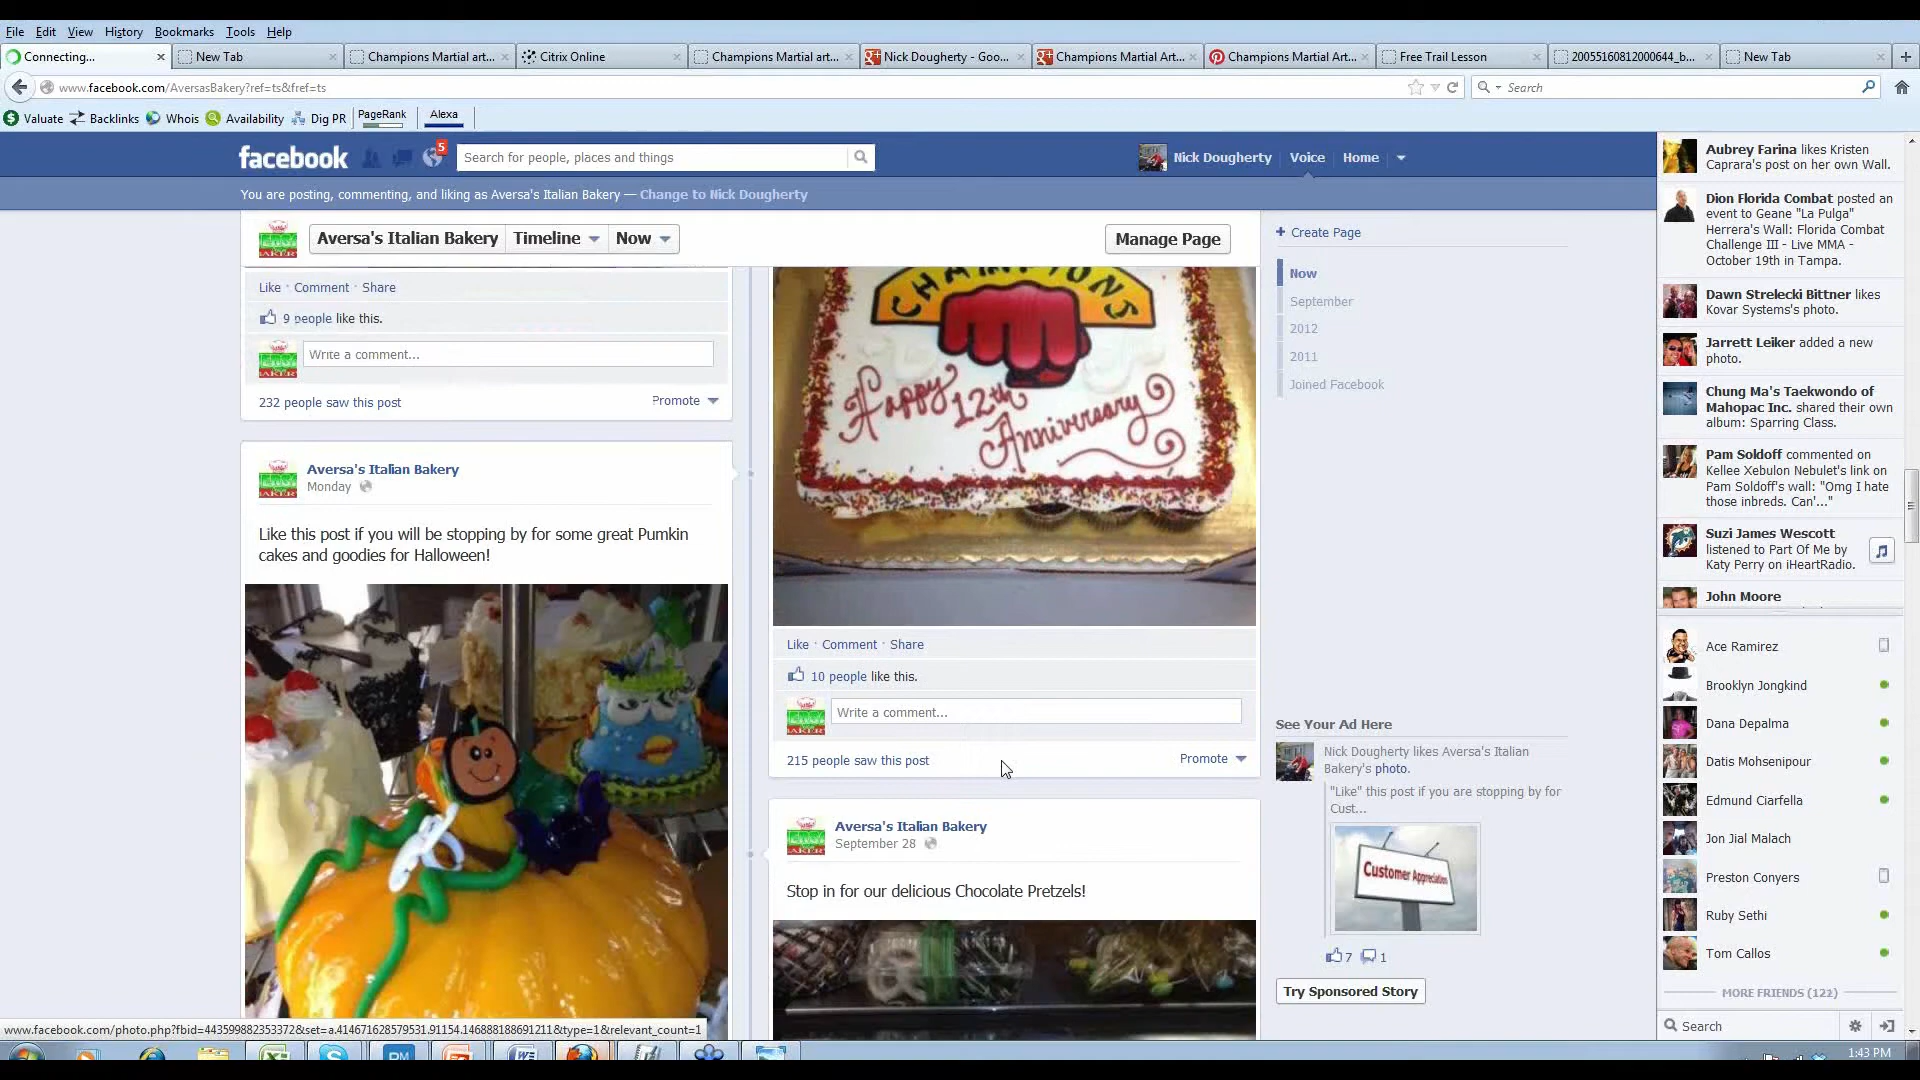 File Edit View History Bookmarks Tools Help
Connecting... New Tab Champions Martial art... Citrix Online Champions Martial art... Nick Dougherty - Goo... Champions Martial Art... Champions Martial Art... Free Trail Lesson 20055160812000644_b... New Tab
www.facebook.com/AversasBakery?ref=ts&fref=ts Search
Valuate Backlinks Whois Availability Dig PR PageRank Alexa
facebook 5 Search for people, places and things Nick Dougherty Voice Home
You are posting, commenting, and liking as Aversa's Italian Bakery — Change to Nick Dougherty
Aversa's Italian Bakery Timeline Now Manage Page
Like · Comment · Share
9 people like this.
Write a comment...
232 people saw this post Promote
Aversa's Italian Bakery
Monday
Like this post if you will be stopping by for some great Pumkin
cakes and goodies for Halloween!
CHAMPIONS
Happy 12th
Anniversary
Like · Comment · Share
10 people like this.
Write a comment...
215 people saw this post Promote
Aversa's Italian Bakery
September 28
Stop in for our delicious Chocolate Pretzels!
Create Page
Now
September
2012
2011
Joined Facebook
See Your Ad Here
Nick Dougherty likes Aversa's Italian
Bakery's photo.
"Like" this post if you are stopping by for
Cust...
Customer Appreciation
7 1
Try Sponsored Story
Aubrey Farina likes Kristen
Caprara's post on her own Wall.
Dion Florida Combat posted an
event to Geane "La Pulga"
Herrera's Wall: Florida Combat
Challenge III - Live MMA -
October 19th in Tampa.
Dawn Strelecki Bittner likes
Kovar Systems's photo.
Jarrett Leiker added a new
photo.
Chung Ma's Taekwondo of
Mahopac Inc. shared their own
album: Sparring Class.
Pam Soldoff commented on
Kellee Xebulon Nebulet's link on
Pam Soldoff's wall: "Omg I hate
those inbreds. Can'..."
Suzi James Wescott
listened to Part Of Me by
Katy Perry on iHeartRadio.
John Moore
Ace Ramirez
Brooklyn Jongkind
Dana Depalma
Datis Mohsenipour
Edmund Ciarfella
Jon Jial Malach
Preston Conyers
Ruby Sethi
Tom Callos
MORE FRIENDS (122)
Search
www.facebook.com/photo.php?fbid=443599882353372&set=a.414671628579531.91154.146888188691211&type=1&relevant_count=1
1:43 PM